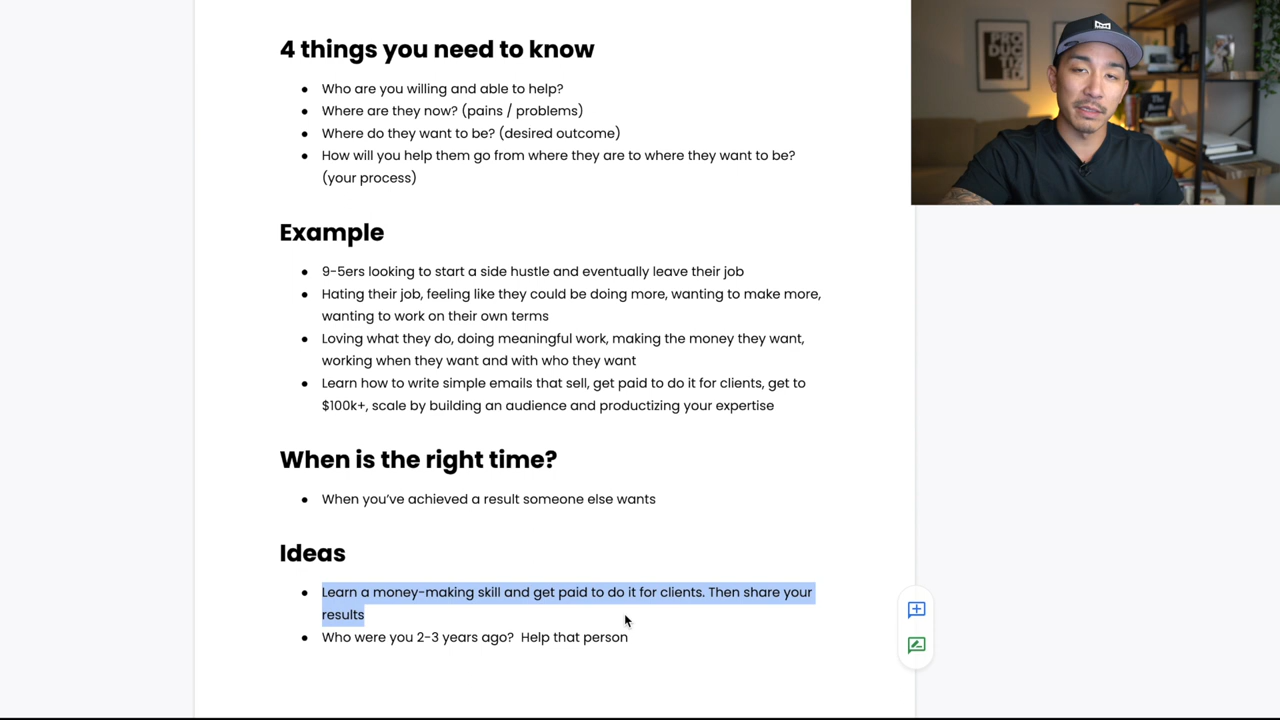 4 things you need to know
● Who are you willing and able to help?
● Where are they now? (pains / problems)
● Where do they want to be? (desired outcome)
● How will you help them go from where they are to where they want to be?
(your process)
Example
● 9-5ers looking to start a side hustle and eventually leave their job
● Hating their job, feeling like they could be doing more, wanting to make more,
wanting to work on their own terms
● Loving what they do, doing meaningful work, making the money they want,
working when they want and with who they want
● Learn how to write simple emails that sell, get paid to do it for clients, get to
$100k+, scale by building an audience and productizing your expertise
When is the right time?
● When you’ve achieved a result someone else wants
Ideas
● Learn a money-making skill and get paid to do it for clients. Then share your
results
● Who were you 2-3 years ago?  Help that person
PRO
DUC